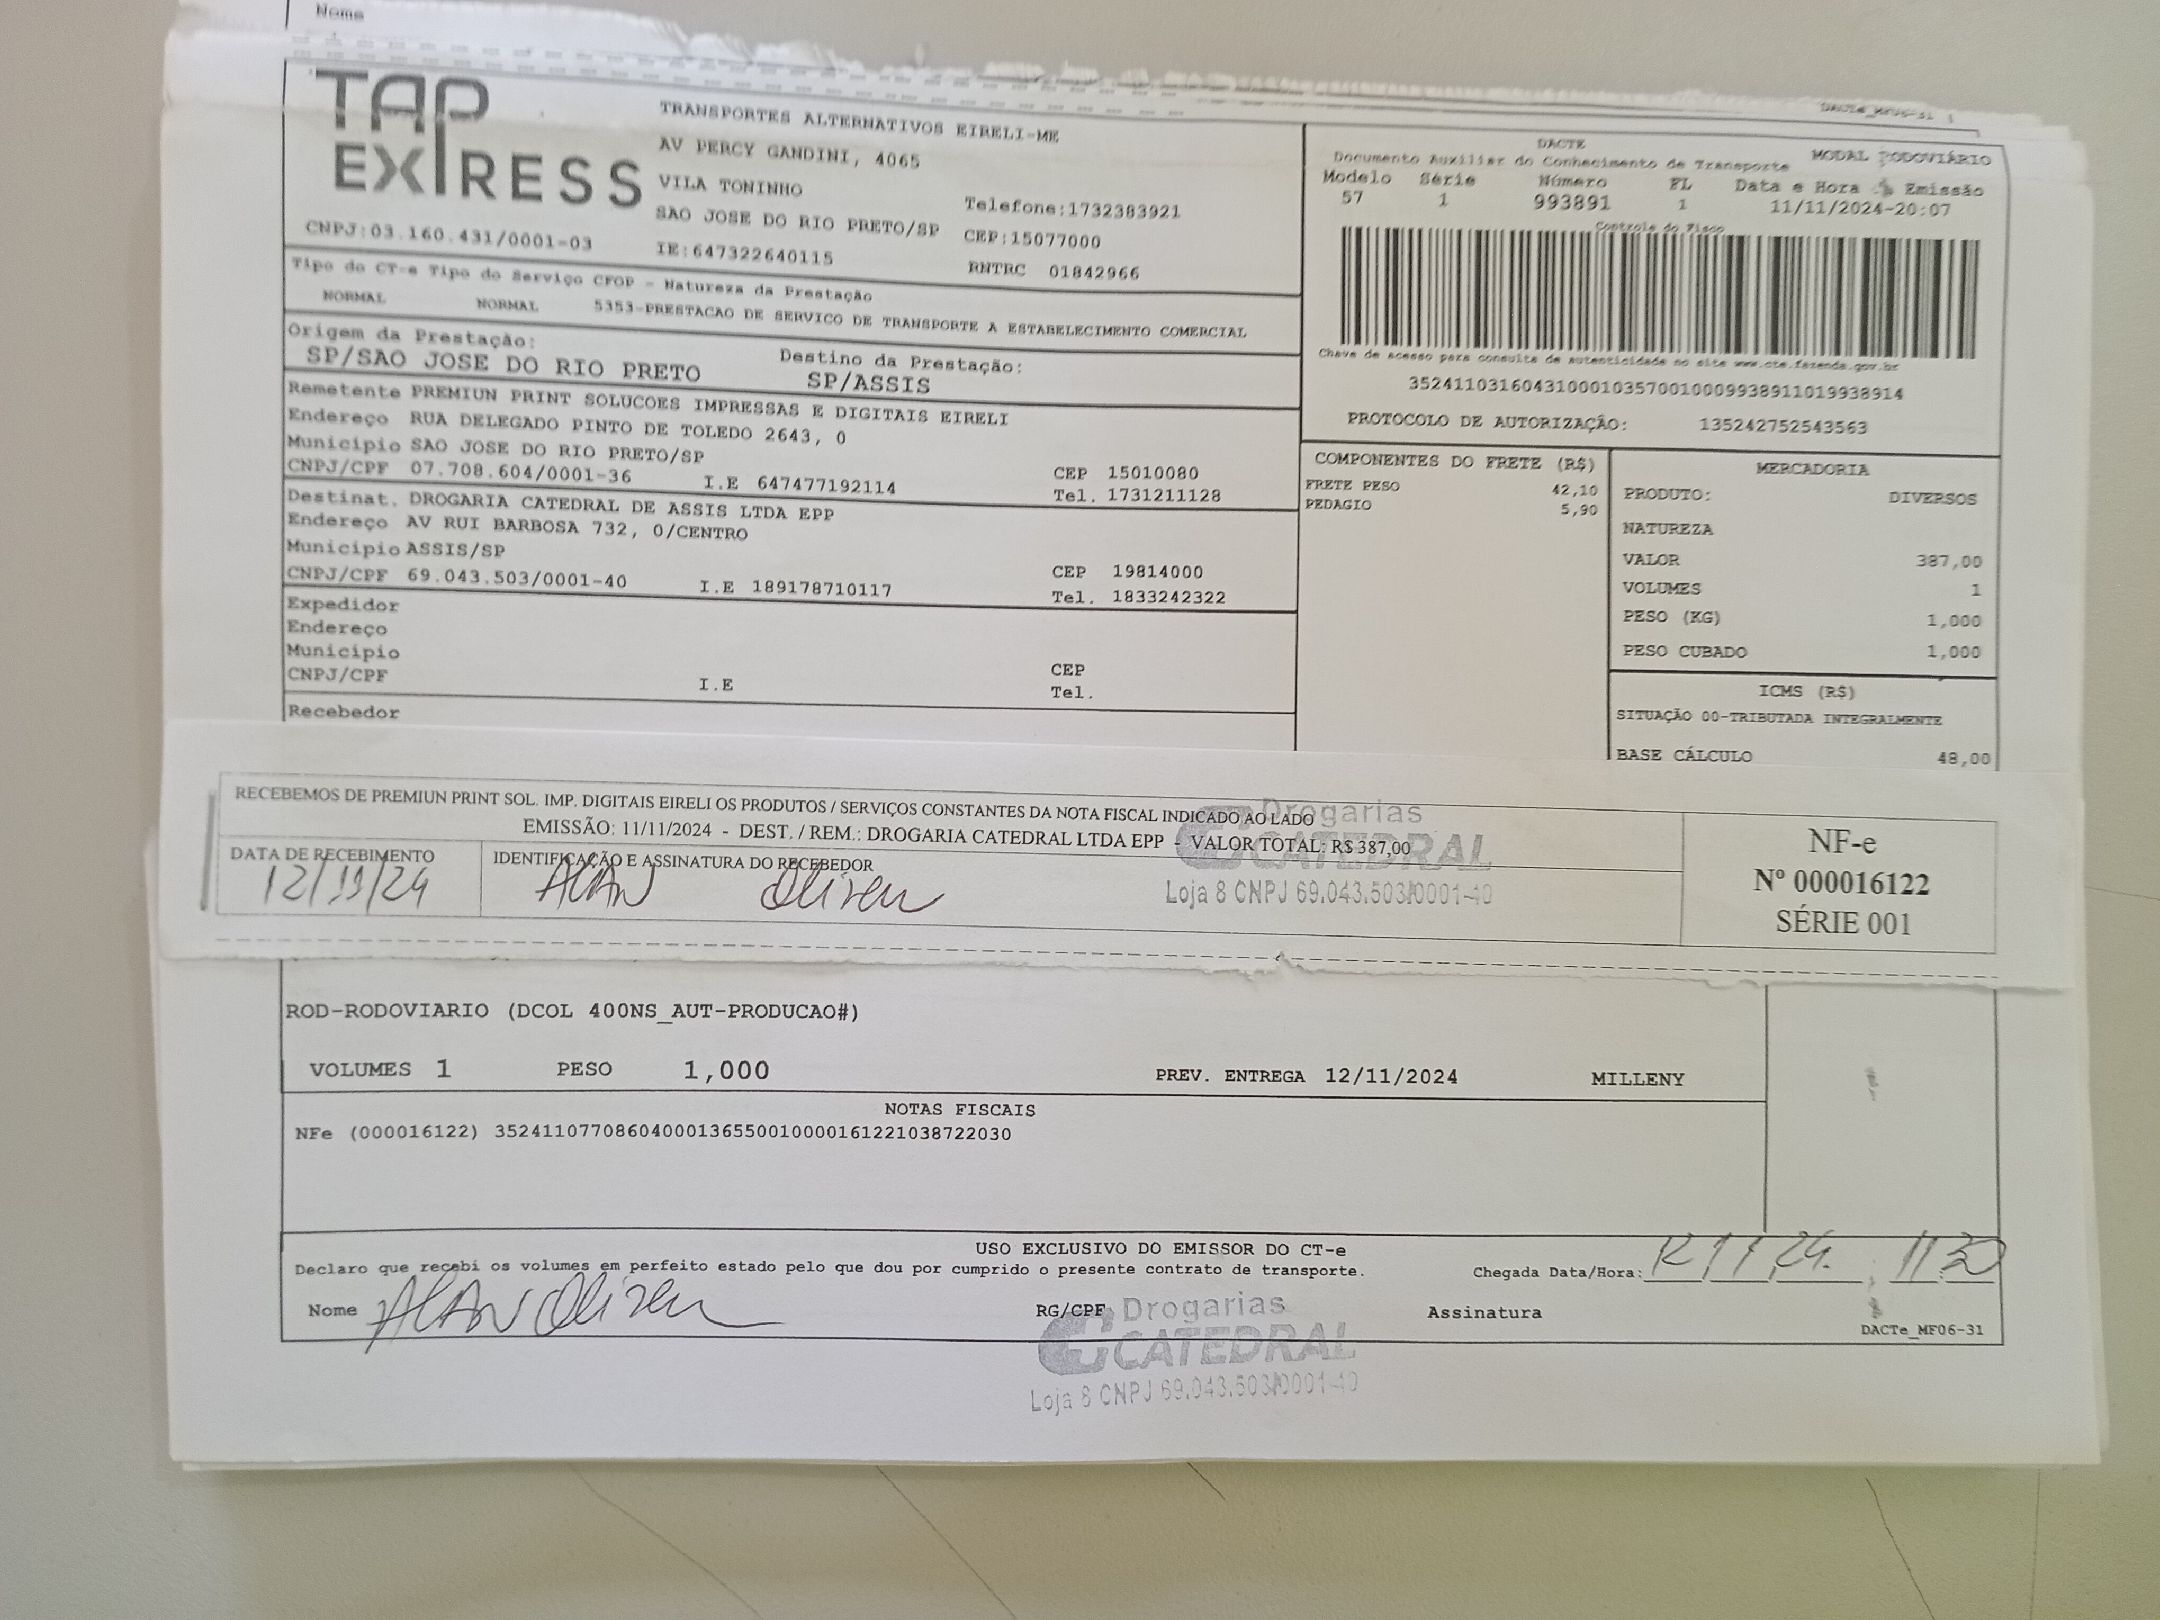 Nome
DACTe_MF06-31
TAP EXPRESS
TRANSPORTES ALTERNATIVOS EIRELI-ME
AV PERCY GANDINI, 4065
VILA TONINHO
SAO JOSE DO RIO PRETO/SP
IE:647322640115
Telefone:1732383921
CEP:15077000
RNTRC 01842966
CNPJ:03.160.431/0001-03
DACTE
Documento Auxiliar do Conhecimento de Transporte MODAL RODOVIÁRIO
Modelo Série Número FL Data e Hora Emissão
57 1 993891 1 11/11/2024-20:07
Controle do Fisco
Chave de acesso para consulta de autenticidade no site www.cte.fazenda.gov.br
35241103160431000103570010009938911019938914
PROTOCOLO DE AUTORIZAÇÃO: 135242752543563
Tipo do CT-e Tipo do Serviço CFOP - Natureza da Prestação
NORMAL NORMAL 5353-PRESTACAO DE SERVICO DE TRANSPORTE A ESTABELECIMENTO COMERCIAL
Origem da Prestação: Destino da Prestação:
SP/SAO JOSE DO RIO PRETO SP/ASSIS
Remetente PREMIUN PRINT SOLUCOES IMPRESSAS E DIGITAIS EIRELI
Endereço RUA DELEGADO PINTO DE TOLEDO 2643, 0
Município SAO JOSE DO RIO PRETO/SP CEP 15010080
CNPJ/CPF 07.708.604/0001-36 I.E 647477192114 Tel. 1731211128
Destinat. DROGARIA CATEDRAL DE ASSIS LTDA EPP
Endereço AV RUI BARBOSA 732, 0/CENTRO
Município ASSIS/SP CEP 19814000
CNPJ/CPF 69.043.503/0001-40 I.E 189178710117 Tel. 1833242322
Expedidor
Endereço
Município CEP
CNPJ/CPF I.E Tel.
Recebedor
COMPONENTES DO FRETE (R$)
FRETE PESO 42,10
PEDAGIO 5,90
MERCADORIA
PRODUTO: DIVERSOS
NATUREZA
VALOR 387,00
VOLUMES 1
PESO (KG) 1,000
PESO CUBADO 1,000
ICMS (R$)
SITUAÇÃO 00-TRIBUTADA INTEGRALMENTE
BASE CÁLCULO 48,00
RECEBEMOS DE PREMIUN PRINT SOL. IMP. DIGITAIS EIRELI OS PRODUTOS / SERVIÇOS CONSTANTES DA NOTA FISCAL INDICADO AO LADO
EMISSÃO: 11/11/2024 - DEST. / REM.: DROGARIA CATEDRAL LTDA EPP - VALOR TOTAL: R$ 387,00
DATA DE RECEBIMENTO IDENTIFICAÇÃO E ASSINATURA DO RECEBEDOR
12/11/24 Alan Oliveu
Drogarias
CATEDRAL
Loja 8 CNPJ 69.043.503/0001-40
NF-e
Nº 000016122
SÉRIE 001
ROD-RODOVIARIO (DCOL 400NS_AUT-PRODUCAO#)
VOLUMES 1 PESO 1,000 PREV. ENTREGA 12/11/2024 MILLENY
NOTAS FISCAIS
NFe (000016122) 35241107708604000136550010000161221038722030
USO EXCLUSIVO DO EMISSOR DO CT-e
Declaro que recebi os volumes em perfeito estado pelo que dou por cumprido o presente contrato de transporte. Chegada Data/Hora: 12 11 24. 11:20
Nome Alan Oliveu RG/CPF Assinatura
Drogarias
CATEDRAL
Loja 8 CNPJ 69.043.503/0001-40
DACTe_MF06-31